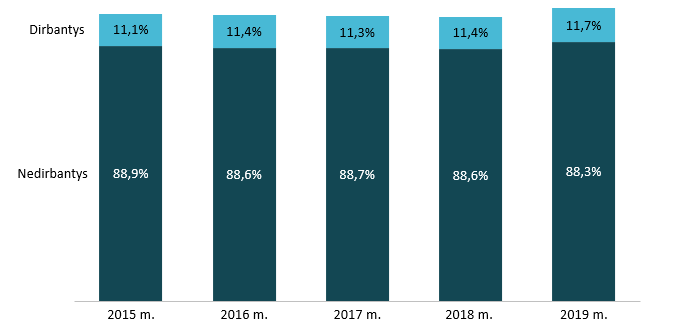 Dirbantys
11,1%
11,4%
11,3%
11,4%
11,7%
Nedirbantys
88,9%
88,6%
88,7%
88,6%
88,3%
2015 m.
2016 m.
2017 m.
2018 m.
2019 m.